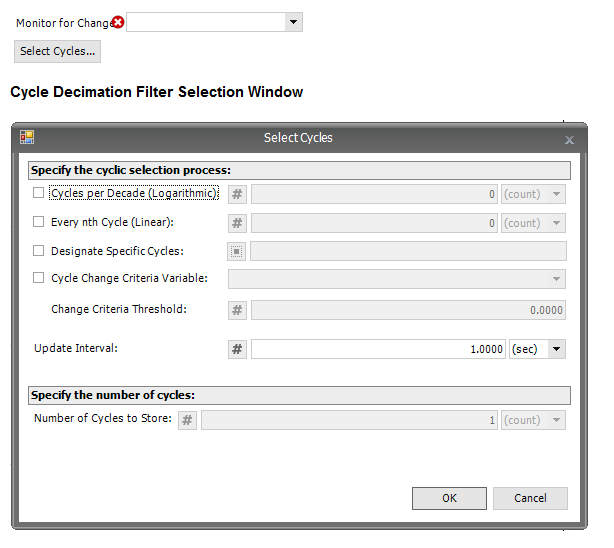 Monitor for Change
Select Cycles...
Cycle Decimation Filter Selection Window
Select Cycles x
Specify the cyclic selection process:
Cycles per Decade (Logarithmic) # 0 (count)
Every nth Cycle (Linear): # 0 (count)
Designate Specific Cycles:
Cycle Change Criteria Variable:
Change Criteria Threshold: # 0.0000
Update Interval: # 1.0000 (sec)
Specify the number of cycles:
Number of Cycles to Store: # 1 (count)
OK Cancel